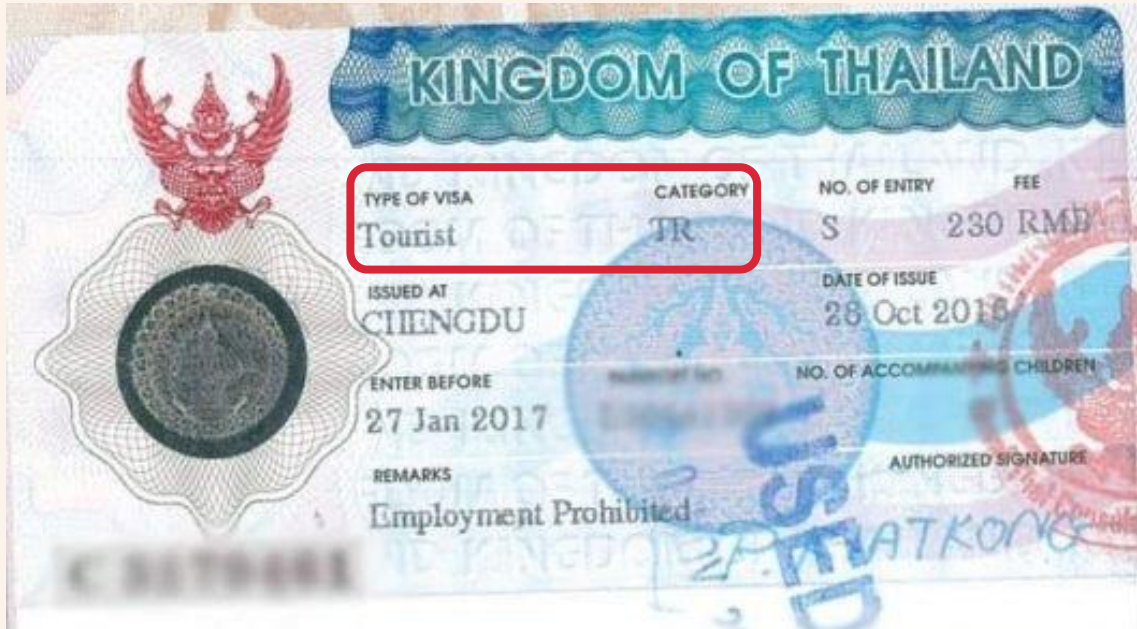 KINGDOM OF THAILAND
TYPE OF VISA CATEGORY NO. OF ENTRY FEE
Tourist TR S 230 RMB
ISSUED AT DATE OF ISSUE
CHENGDU 28 Oct 2016
ENTER BEFORE NO. OF ACCOMPANYING CHILDREN
27 Jan 2017
REMARKS AUTHORIZED SIGNATURE
Employment Prohibited
USED